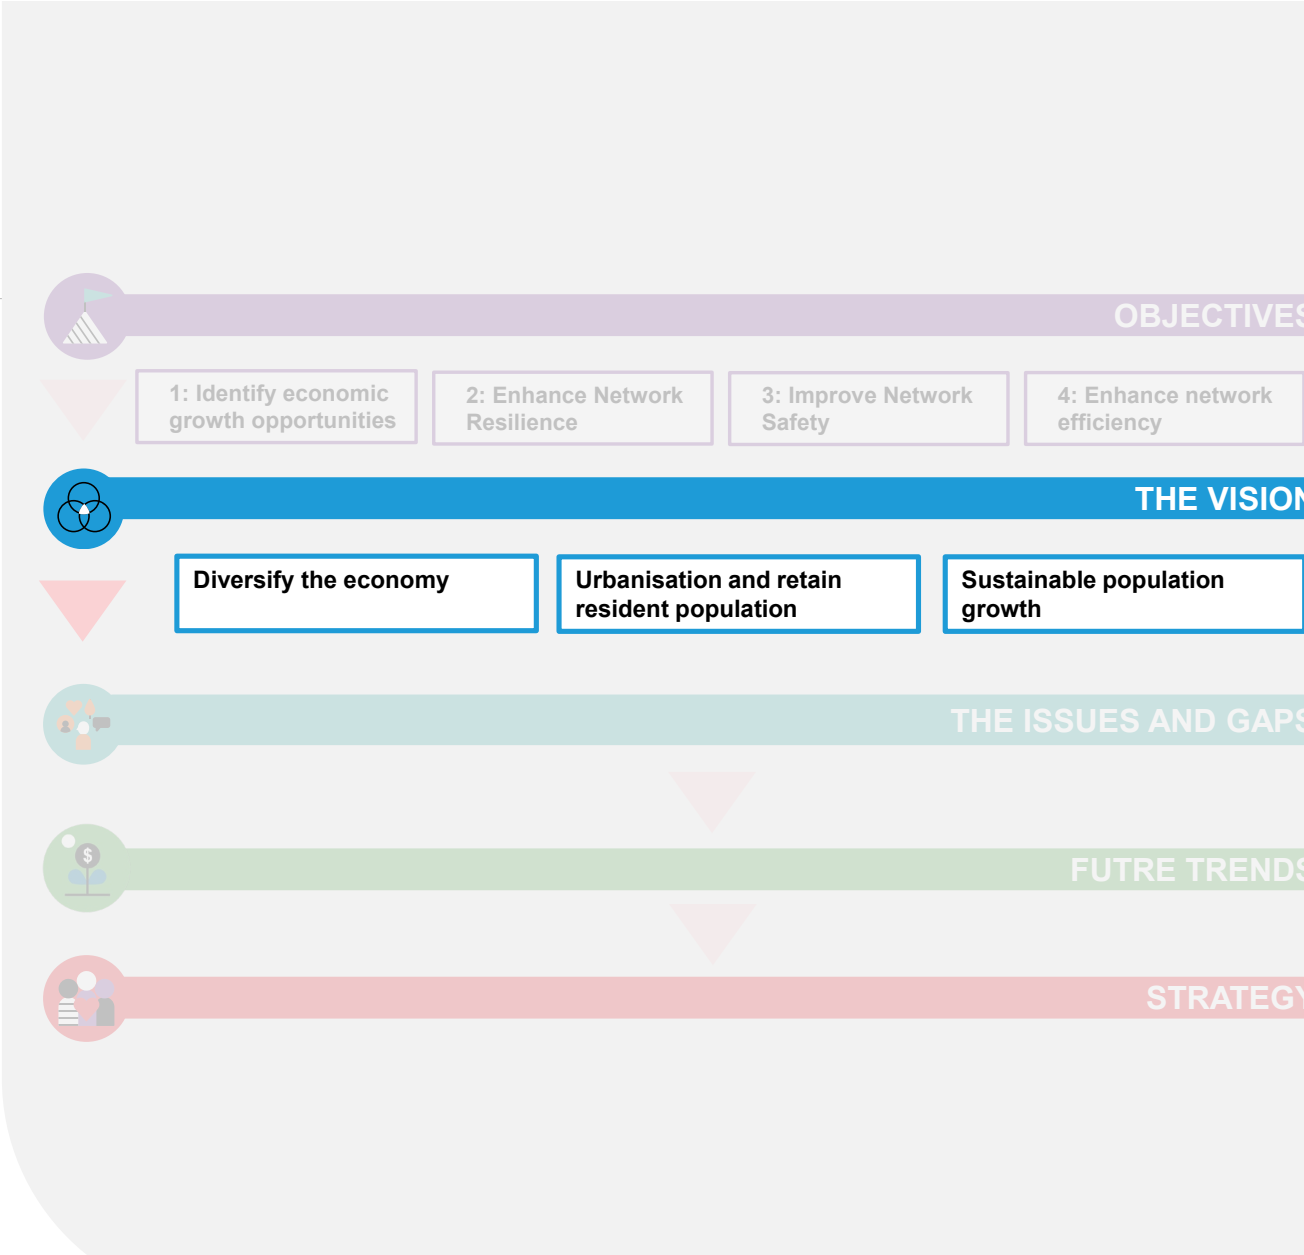 OBJECTIVES
1: Identify economic
growth opportunities
2: Enhance Network
Resilience
3: Improve Network
Safety
4: Enhance network
efficiency
THE VISION
Diversify the economy
Urbanisation and retain
resident population
Sustainable population
growth
THE ISSUES AND GAPS
$
FUTRE TRENDS
STRATEGY